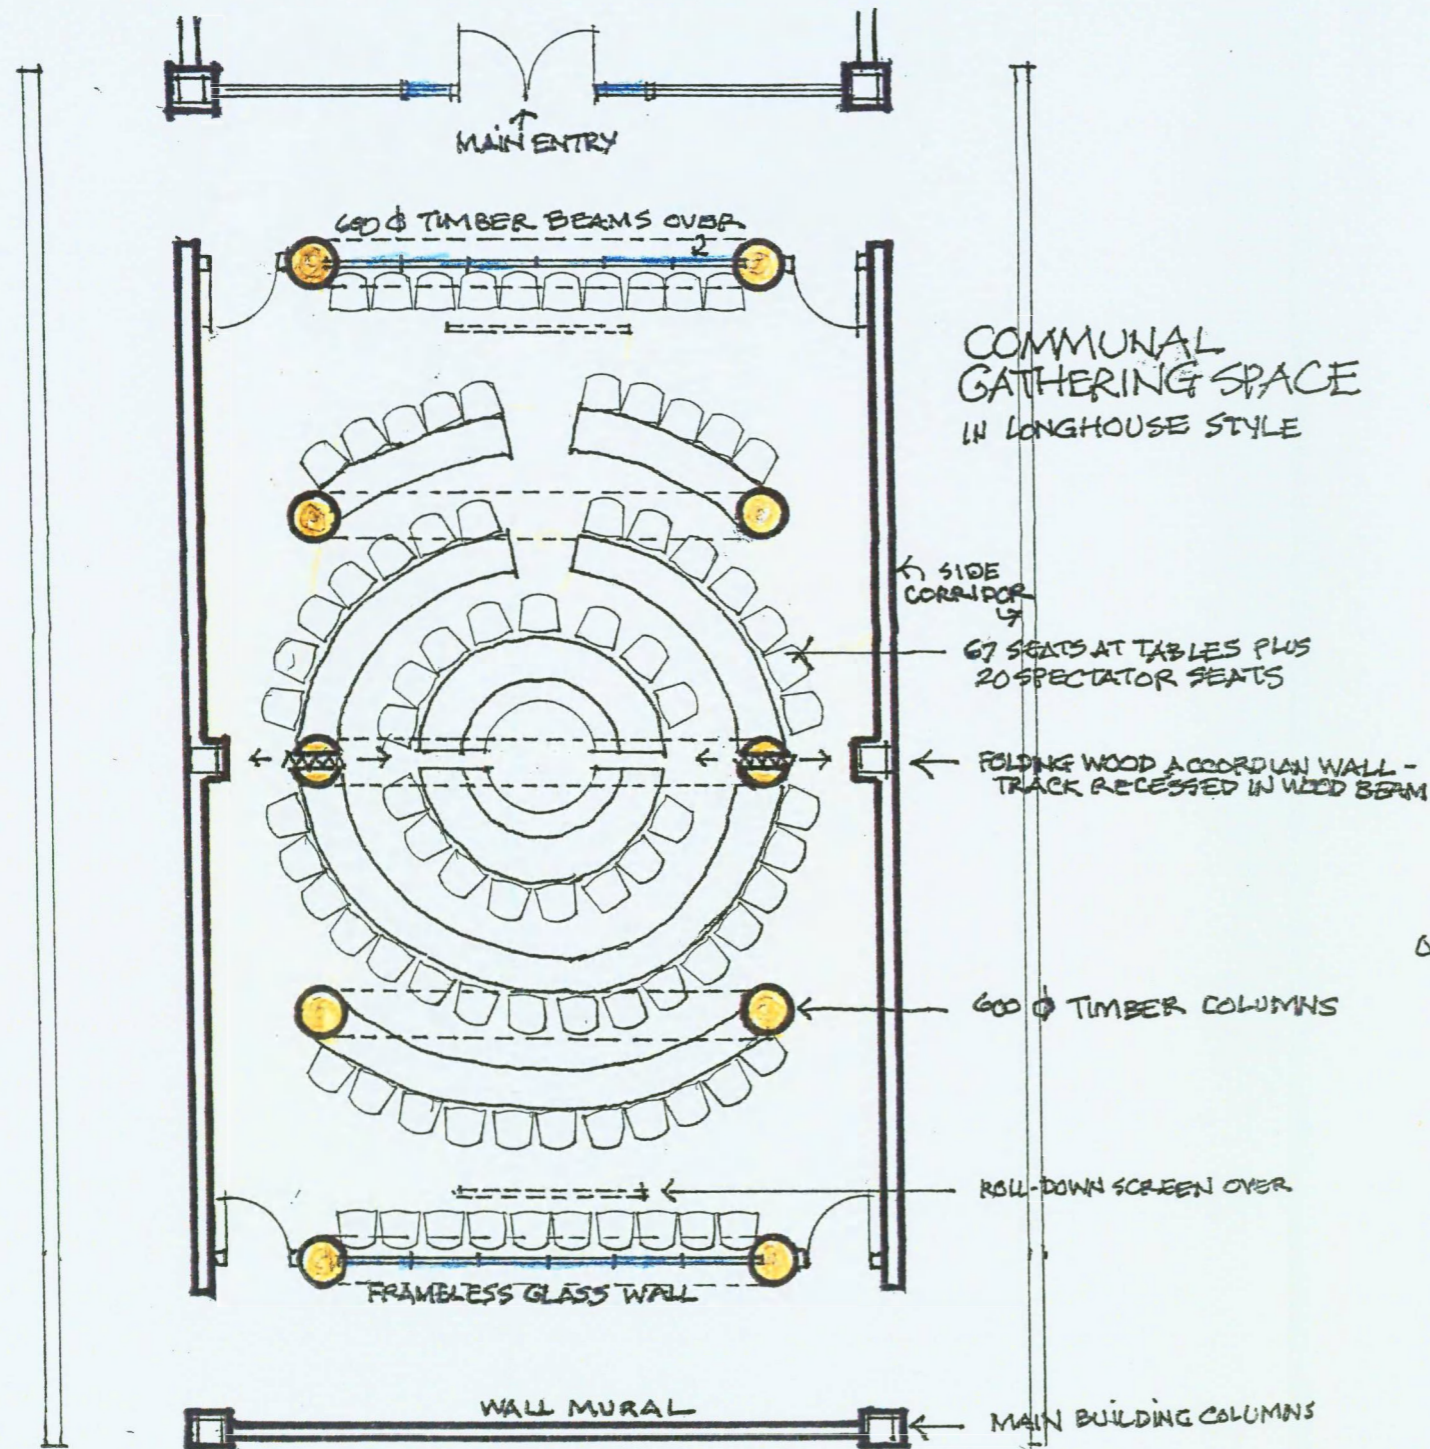 MAIN ENTRY
600 ⌀ TIMBER BEAMS OVER
COMMUNAL
GATHERING SPACE
IN LONGHOUSE STYLE
SIDE
CORRIDOR
67 SEATS AT TABLES PLUS
20 SPECTATOR SEATS
FOLDING WOOD ACCORDIAN WALL -
TRACK RECESSED IN WOOD BEAM
600 ⌀ TIMBER COLUMNS
ROLL-DOWN SCREEN OVER
FRAMELESS GLASS WALL
WALL MURAL
MAIN BUILDING COLUMNS